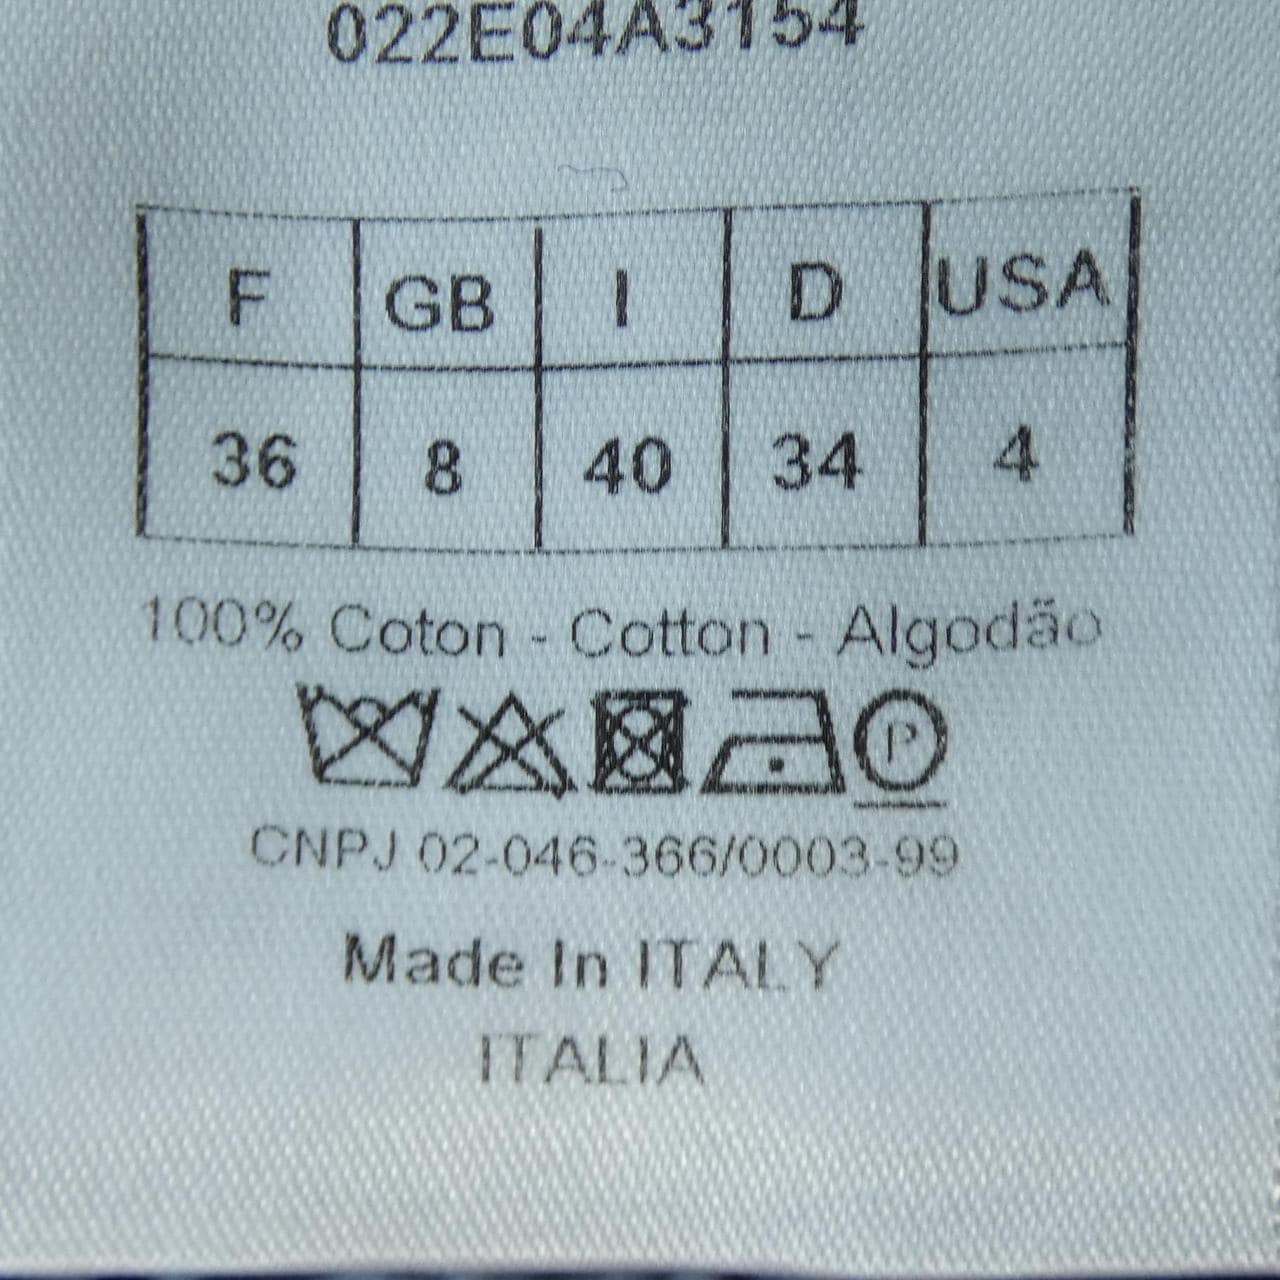 022E04A3154
F GB I D USA
36 8 40 34 4
100% Coton - Cotton - Algodão
P
CNPJ 02-046-366/0003-99
Made In ITALY
ITALIA